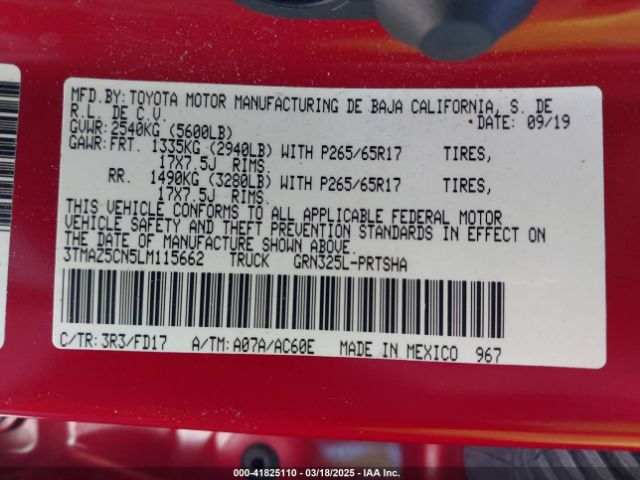 MFD.BY: TOYOTA MOTOR MANUFACTURING DE BAJA CALIFORNIA, S. DE
R.L. DE C.V. DATE: 09/19
GVWR: 2540KG (5600LB)
GAWR: FRT. 1335KG (2940LB) WITH P265/65R17 TIRES,
17X7.5J RIMS
RR. 1490KG (3280LB) WITH P265/65R17 TIRES,
17X7.5J RIMS.
THIS VEHICLE CONFORMS TO ALL APPLICABLE FEDERAL MOTOR
VEHICLE SAFETY AND THEFT PREVENTION STANDARDS IN EFFECT ON
THE DATE OF MANUFACTURE SHOWN ABOVE.
3TMAZ5CN5LM115662 TRUCK GRN325L-PRTSHA
C/TR: 3R3/FD17 A/TM: A07A/AC60E MADE IN MEXICO 967
000-41825110 — 03/18/2025 — IAA Inc.